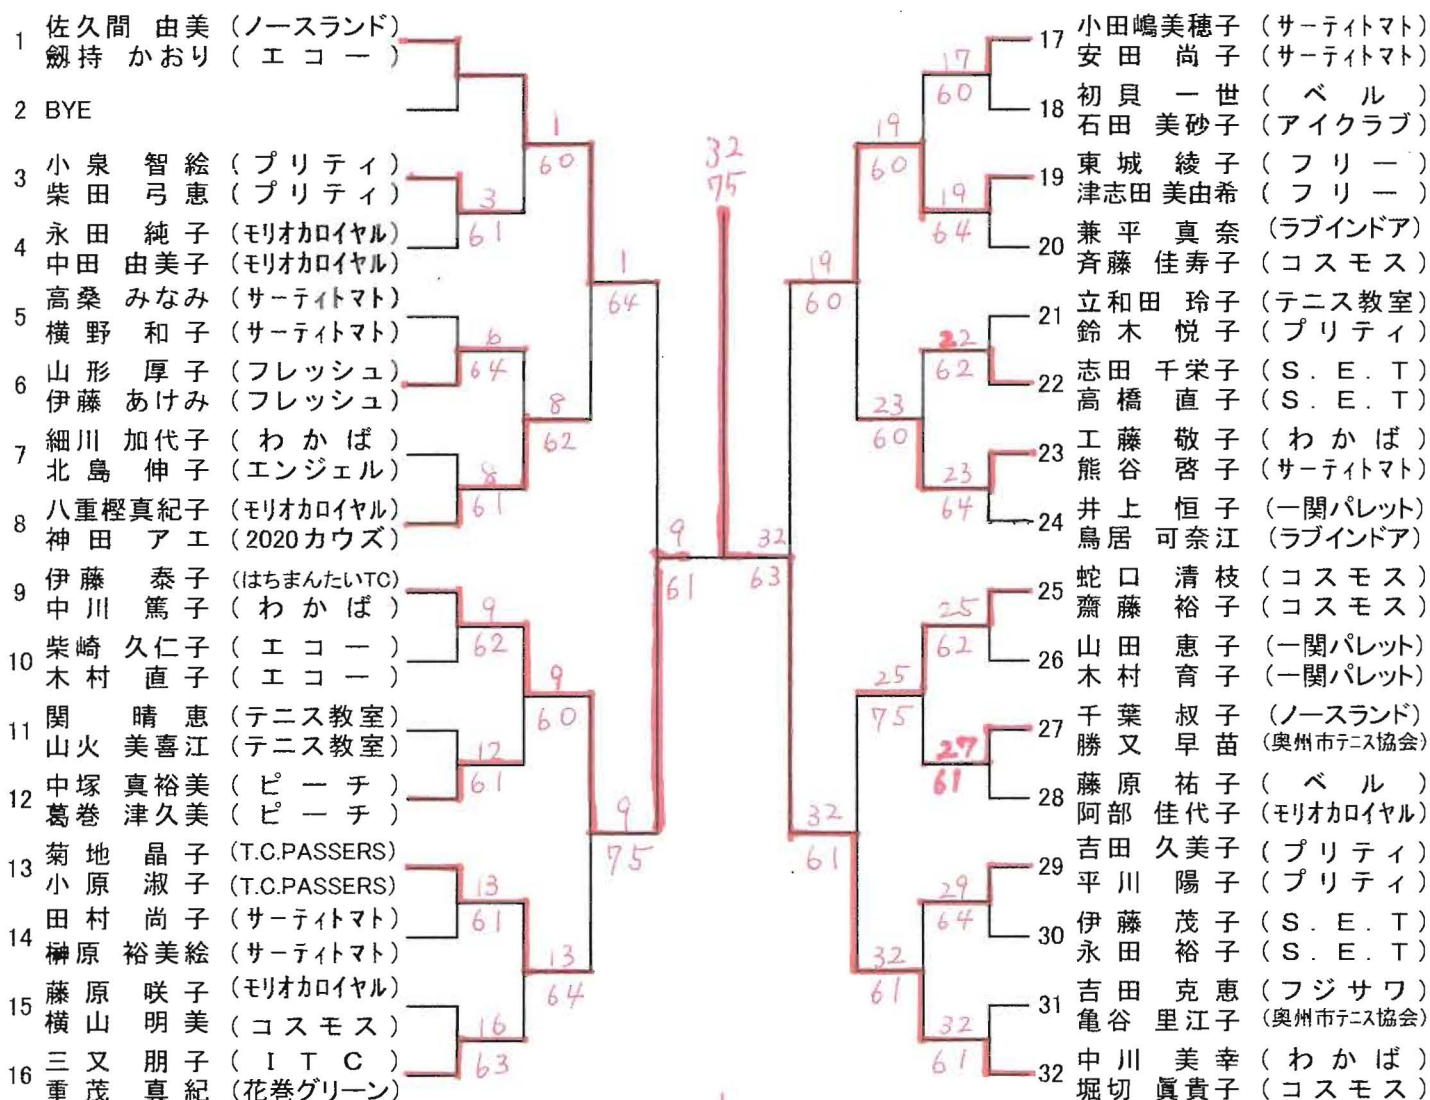 1 佐久間 由美 (ノースランド)
劔持 かおり (エコー)
2 BYE
3 小泉 智絵 (プリティ)
柴田 弓恵 (プリティ)
4 永田 純子 (モリオカロイヤル)
中田 由美子 (モリオカロイヤル)
5 高桑 みなみ (サーティトマト)
横野 和子 (サーティトマト)
6 山形 厚子 (フレッシュ)
伊藤 あけみ (フレッシュ)
7 細川 加代子 (わかば)
北島 伸子 (エンジェル)
8 八重樫真紀子 (モリオカロイヤル)
神田 アエ (2020カウズ)
9 伊藤 泰子 (はちまんたいTC)
中川 篤子 (わかば)
10 柴崎 久仁子 (エコー)
木村 直子 (エコー)
11 関 晴恵 (テニス教室)
山火 美喜江 (テニス教室)
12 中塚 真裕美 (ピーチ)
葛巻 津久美 (ピーチ)
13 菊地 晶子 (T.C.PASSERS)
小原 淑子 (T.C.PASSERS)
14 田村 尚子 (サーティトマト)
榊原 裕美絵 (サーティトマト)
15 藤原 咲子 (モリオカロイヤル)
横山 明美 (コスモス)
16 三又 朋子 (ITC)
重茂 真紀 (花巻グリーン)
3
61
6
64
8
61
9
62
12
61
13
61
16
63
1
60
8
62
9
60
13
64
1
64
9
75
9
61
32
75
32
63
19
60
32
61
19
60
23
60
25
75
32
61
17
60
19
64
22
62
23
64
25
62
27
61
29
64
32
61
17 小田嶋美穂子 (サーティトマト)
安田 尚子 (サーティトマト)
18 初貝 一世 (ベル)
石田 美砂子 (アイクラブ)
19 東城 綾子 (フリー)
津志田 美由希 (フリー)
20 兼平 真奈 (ラブインドア)
斉藤 佳寿子 (コスモス)
21 立和田 玲子 (テニス教室)
鈴木 悦子 (プリティ)
22 志田 千栄子 (S.E.T)
高橋 直子 (S.E.T)
23 工藤 敬子 (わかば)
熊谷 啓子 (サーティトマト)
24 井上 恒子 (一関パレット)
鳥居 可奈江 (ラブインドア)
25 蛇口 清枝 (コスモス)
齋藤 裕子 (コスモス)
26 山田 恵子 (一関パレット)
木村 育子 (一関パレット)
27 千葉 叔子 (ノースランド)
勝又 早苗 (奥州市テニス協会)
28 藤原 祐子 (ベル)
阿部 佳代子 (モリオカロイヤル)
29 吉田 久美子 (プリティ)
平川 陽子 (プリティ)
30 伊藤 茂子 (S.E.T)
永田 裕子 (S.E.T)
31 吉田 克恵 (フジサワ)
亀谷 里江子 (奥州市テニス協会)
32 中川 美幸 (わかば)
堀切 眞貴子 (コスモス)